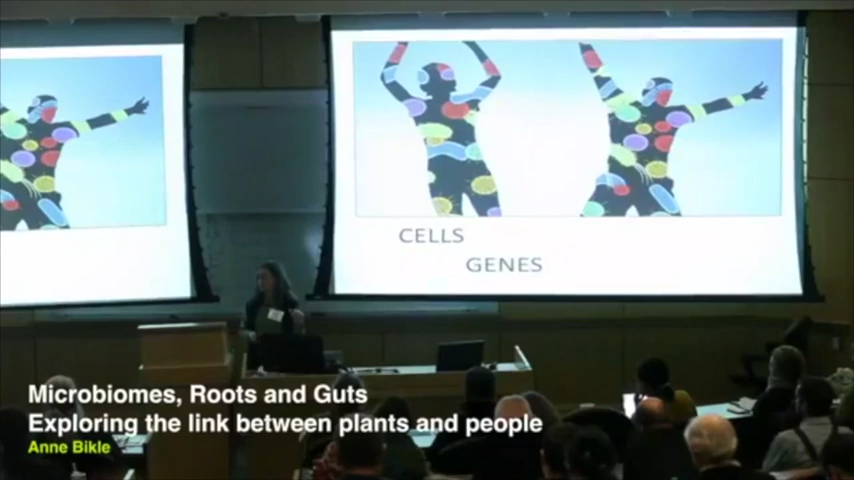 CELLS
GENES
Microbiomes, Roots and Guts
Exploring the link between plants and people
Anne Bikle